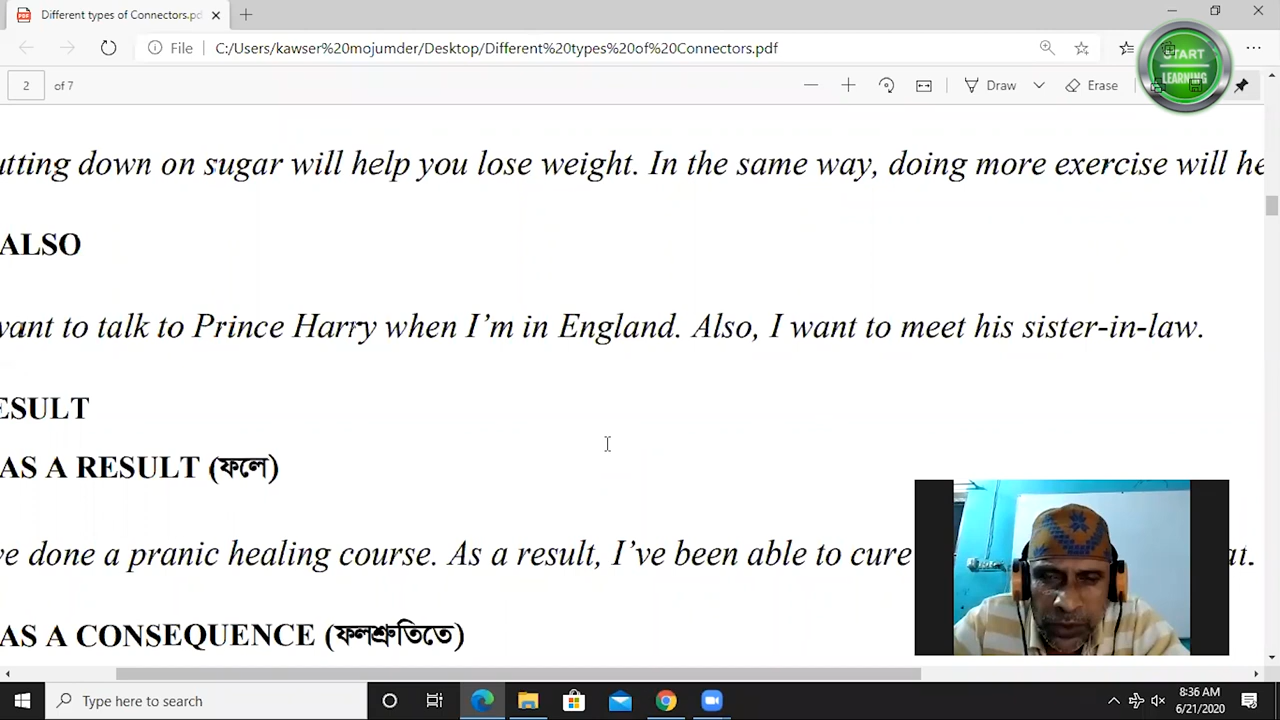 Different types of Connectors.pd
File C:/Users/kawser%20mojumder/Desktop/Different%20types%20of%20Connectors.pdf
START
LEARNING
2 of 7
Draw
Erase
utting down on sugar will help you lose weight. In the same way, doing more exercise will he
ALSO
want to talk to Prince Harry when I'm in England. Also, I want to meet his sister-in-law.
ESULT
AS A RESULT (ফলে)
ve done a pranic healing course. As a result, I've been able to cure at.
AS A CONSEQUENCE (ফলশ্রুতিতে)
Type here to search
8:36 AM
6/21/2020